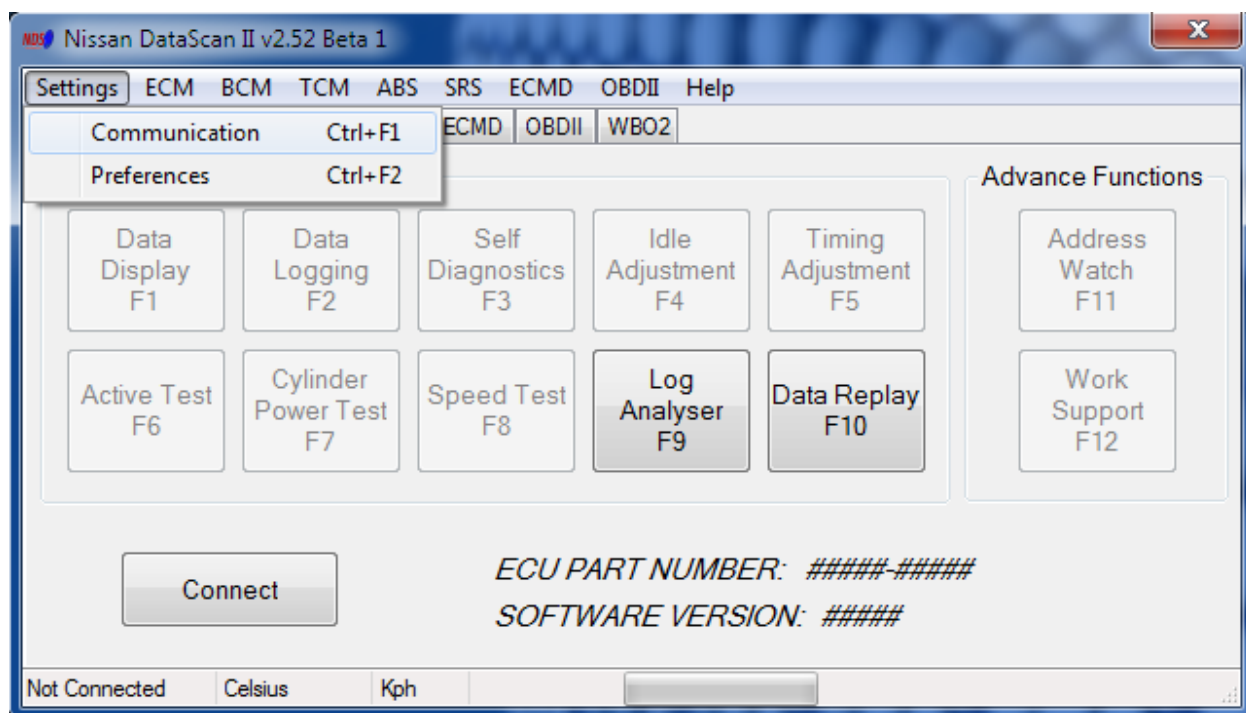 NDS Nissan DataScan II v2.52 Beta 1
X
Settings ECM BCM TCM ABS SRS ECMD OBDII Help
Communication Ctrl+F1
Preferences Ctrl+F2
ECMD OBDII WBO2
Advance Functions
Data
Display
F1
Data
Logging
F2
Self
Diagnostics
F3
Idle
Adjustment
F4
Timing
Adjustment
F5
Address
Watch
F11
Active Test
F6
Cylinder
Power Test
F7
Speed Test
F8
Log
Analyser
F9
Data Replay
F10
Work
Support
F12
Connect
ECU PART NUMBER: #####-#####
SOFTWARE VERSION: #####
Not Connected Celsius Kph